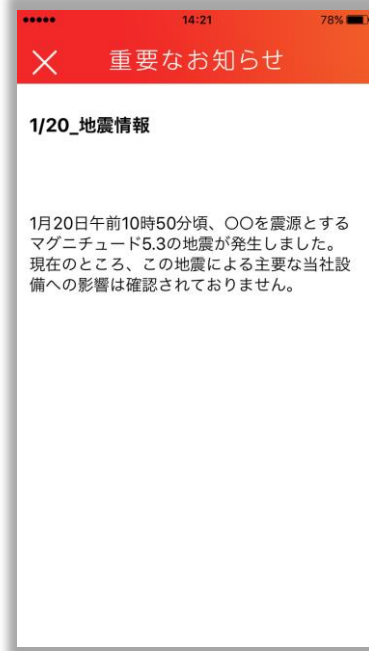 14:21
78%
重要なお知らせ
1/20_地震情報
1月20日午前10時50分頃、〇〇を震源とする
マグニチュード5.3の地震が発生しました。
現在のところ、この地震による主要な当社設
備への影響は確認されておりません。